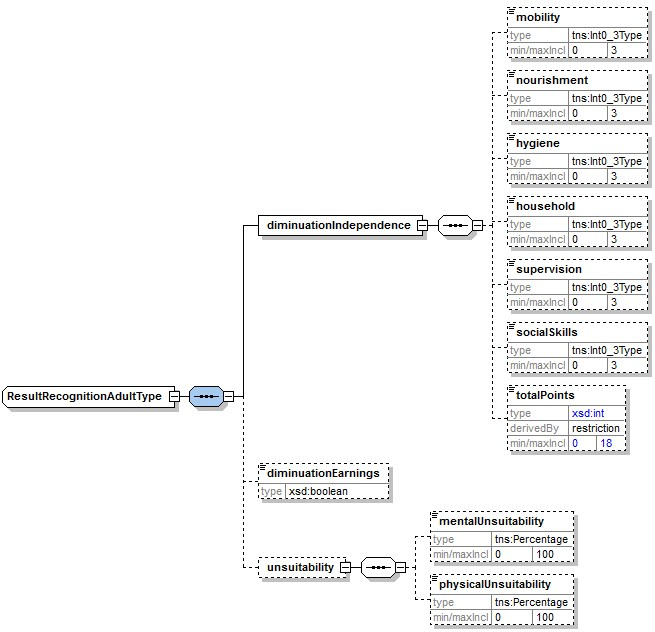 mobility
type tns:Int0_3Type
min/maxIncl 0 3
nourishment
type tns:Int0_3Type
min/maxIncl 0 3
hygiene
type tns:Int0_3Type
min/maxIncl 0 3
household
type tns:Int0_3Type
min/maxIncl 0 3
diminuationIndependence
supervision
type tns:Int0_3Type
min/maxIncl 0 3
socialSkills
type tns:Int0_3Type
min/maxIncl 0 3
ResultRecognitionAdultType
totalPoints
type xsd:int
derivedBy restriction
min/maxIncl 0 18
diminuationEarnings
type xsd:boolean
unsuitability
mentalUnsuitability
type tns:Percentage
min/maxIncl 0 100
physicalUnsuitability
type tns:Percentage
min/maxIncl 0 100